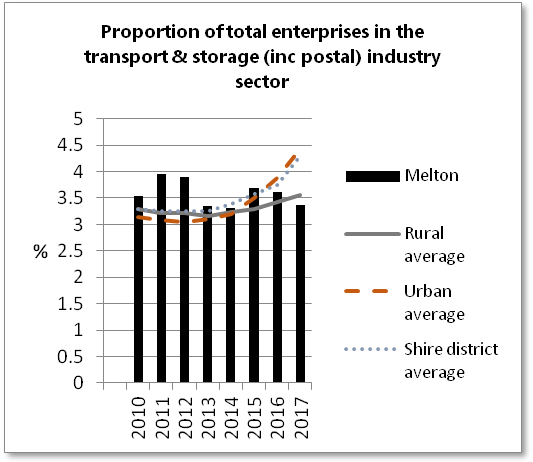 Proportion of total enterprises in the
transport & storage (inc postal) industry
sector
5
4.5
4
3.5
3
2.5
2
1.5
1
0.5
0
%
2010
2011
2012
2013
2014
2015
2016
2017
Melton
Rural
average
Urban
average
Shire district
average